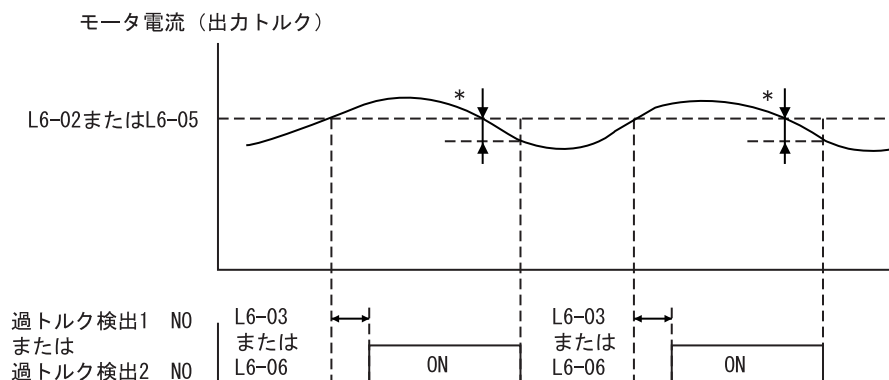 モータ電流（出力トルク）
*
*
L6-02またはL6-05
過トルク検出1 NO
または
過トルク検出2 NO
L6-03
または
L6-06
ON
L6-03
または
L6-06
ON